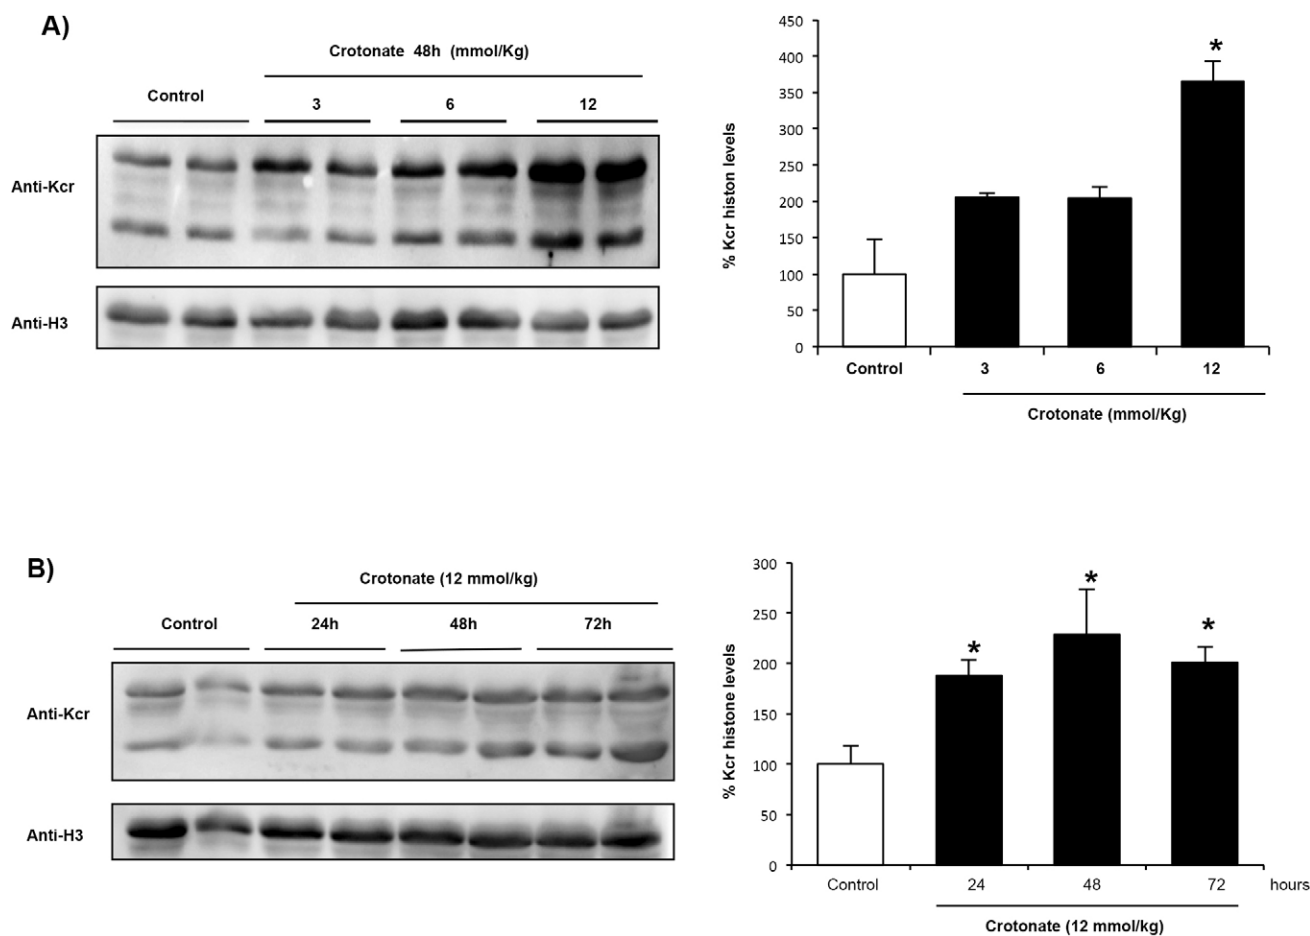 A)
Crotonate 48h (mmol/Kg)
Control 3 6 12
Anti-Kcr
Anti-H3
% Kcr histon levels
450
400
350
300
250
200
150
100
50
0
*
Control 3 6 12
Crotonate (mmol/Kg)
B)
Crotonate (12 mmol/kg)
Control 24h 48h 72h
Anti-Kcr
Anti-H3
% Kcr histone levels
300
250
200
150
100
50
0
* * *
Control 24 48 72 hours
Crotonate (12 mmol/kg)